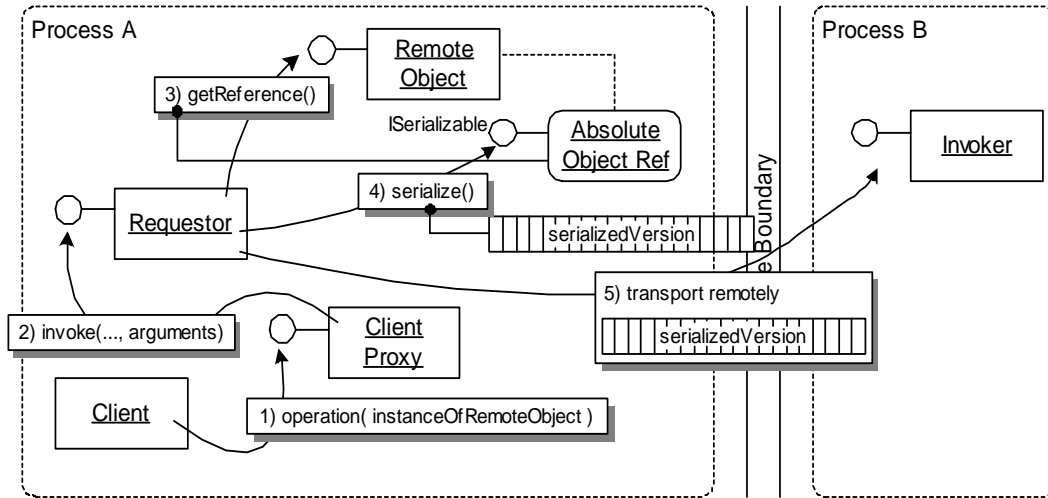 Process A
Process B
Remote
Object
3) getReference()
ISerializable
Absolute
Object Ref
Invoker
4) serialize()
Requestor
serializedVersion
e Boundary
5) transport remotely
serializedVersion
2) invoke(..., arguments)
Client
Proxy
Client
1) operation( instanceOfRemoteObject )